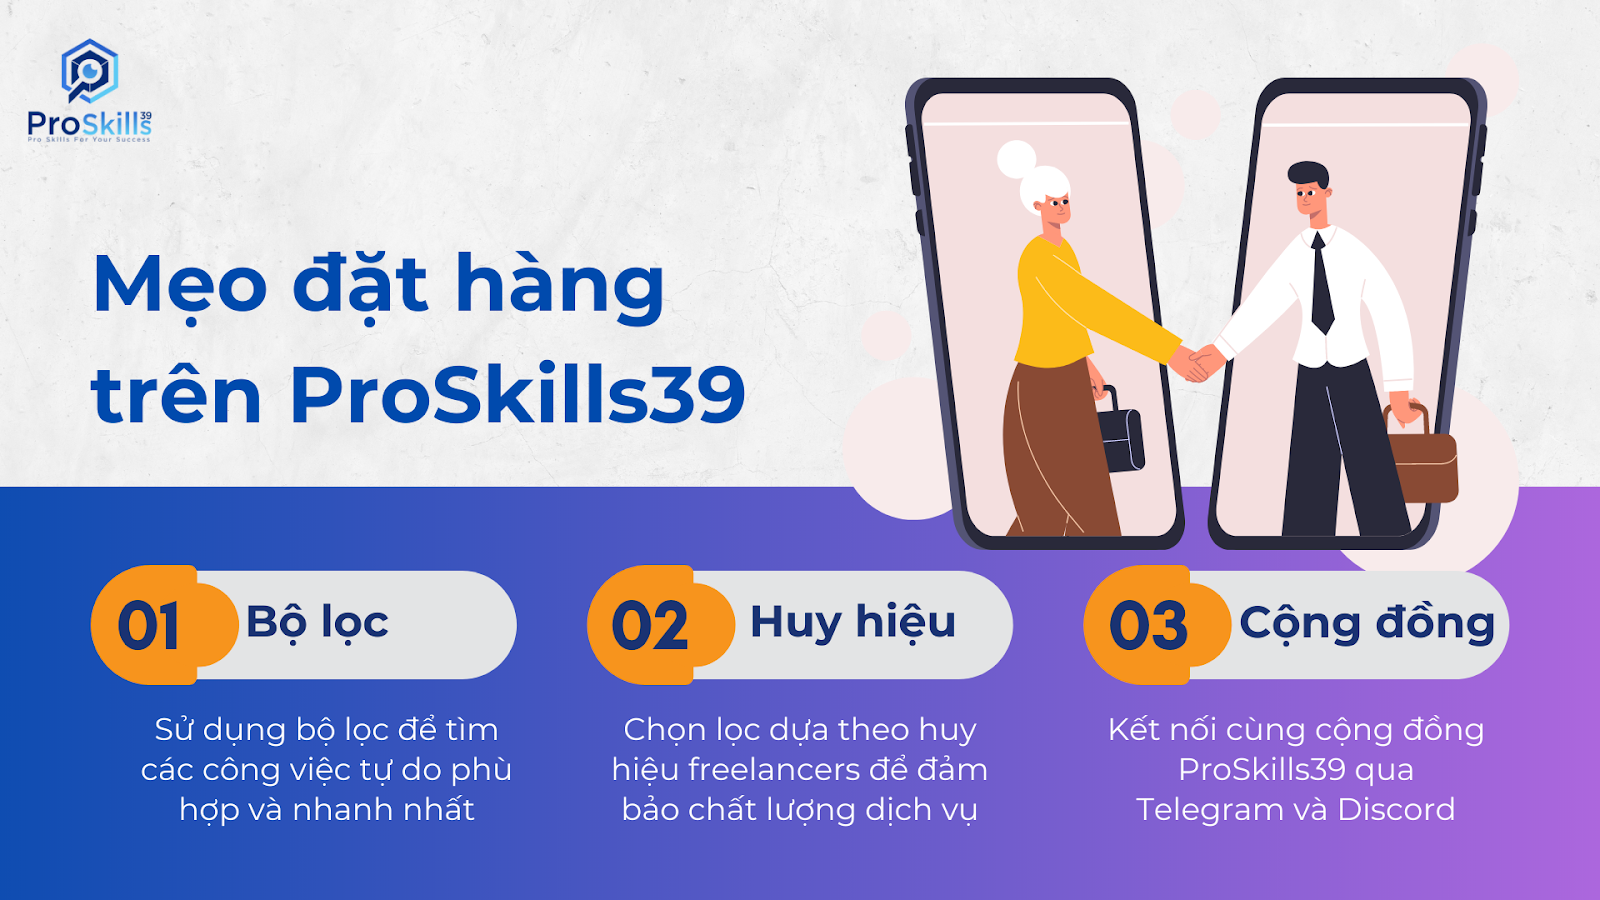 ProSkills39
Pro Skills For Your Success
Mẹo đặt hàng
trên ProSkills39
01 Bộ lọc
Sử dụng bộ lọc để tìm
các công việc tự do phù
hợp và nhanh nhất
02 Huy hiệu
Chọn lọc dựa theo huy
hiệu freelancers để đảm
bảo chất lượng dịch vụ
03 Cộng đồng
Kết nối cùng cộng đồng
ProSkills39 qua
Telegram và Discord